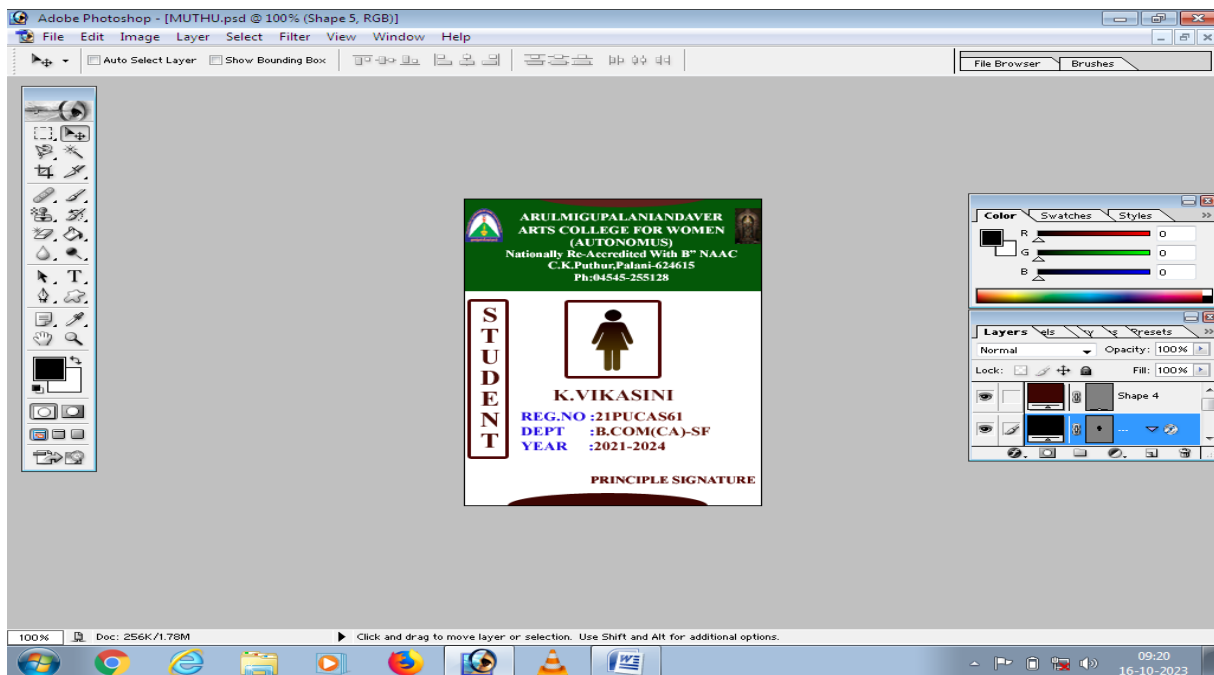 Adobe Photoshop - [MUTHU.psd @ 100% (Shape 5, RGB)]
File Edit Image Layer Select Filter View Window Help
Auto Select Layer Show Bounding Box
File Browser Brushes
ARULMIGUPALANIANDAVER
ARTS COLLEGE FOR WOMEN
(AUTONOMUS)
Nationally Re-Accredited With B" NAAC
C.K.Puthur,Palani-624615
Ph:04545-255128
STUDENT
K.VIKASINI
REG.NO :21PUCAS61
DEPT :B.COM(CA)-SF
YEAR :2021-2024
PRINCIPLE SIGNATURE
Color Swatches Styles
R 0
G 0
B 0
Layers els y s Presets
Normal Opacity: 100%
Lock: Fill: 100%
Shape 4
...
100% Doc: 256K/1.78M Click and drag to move layer or selection. Use Shift and Alt for additional options.
09:20
16-10-2023